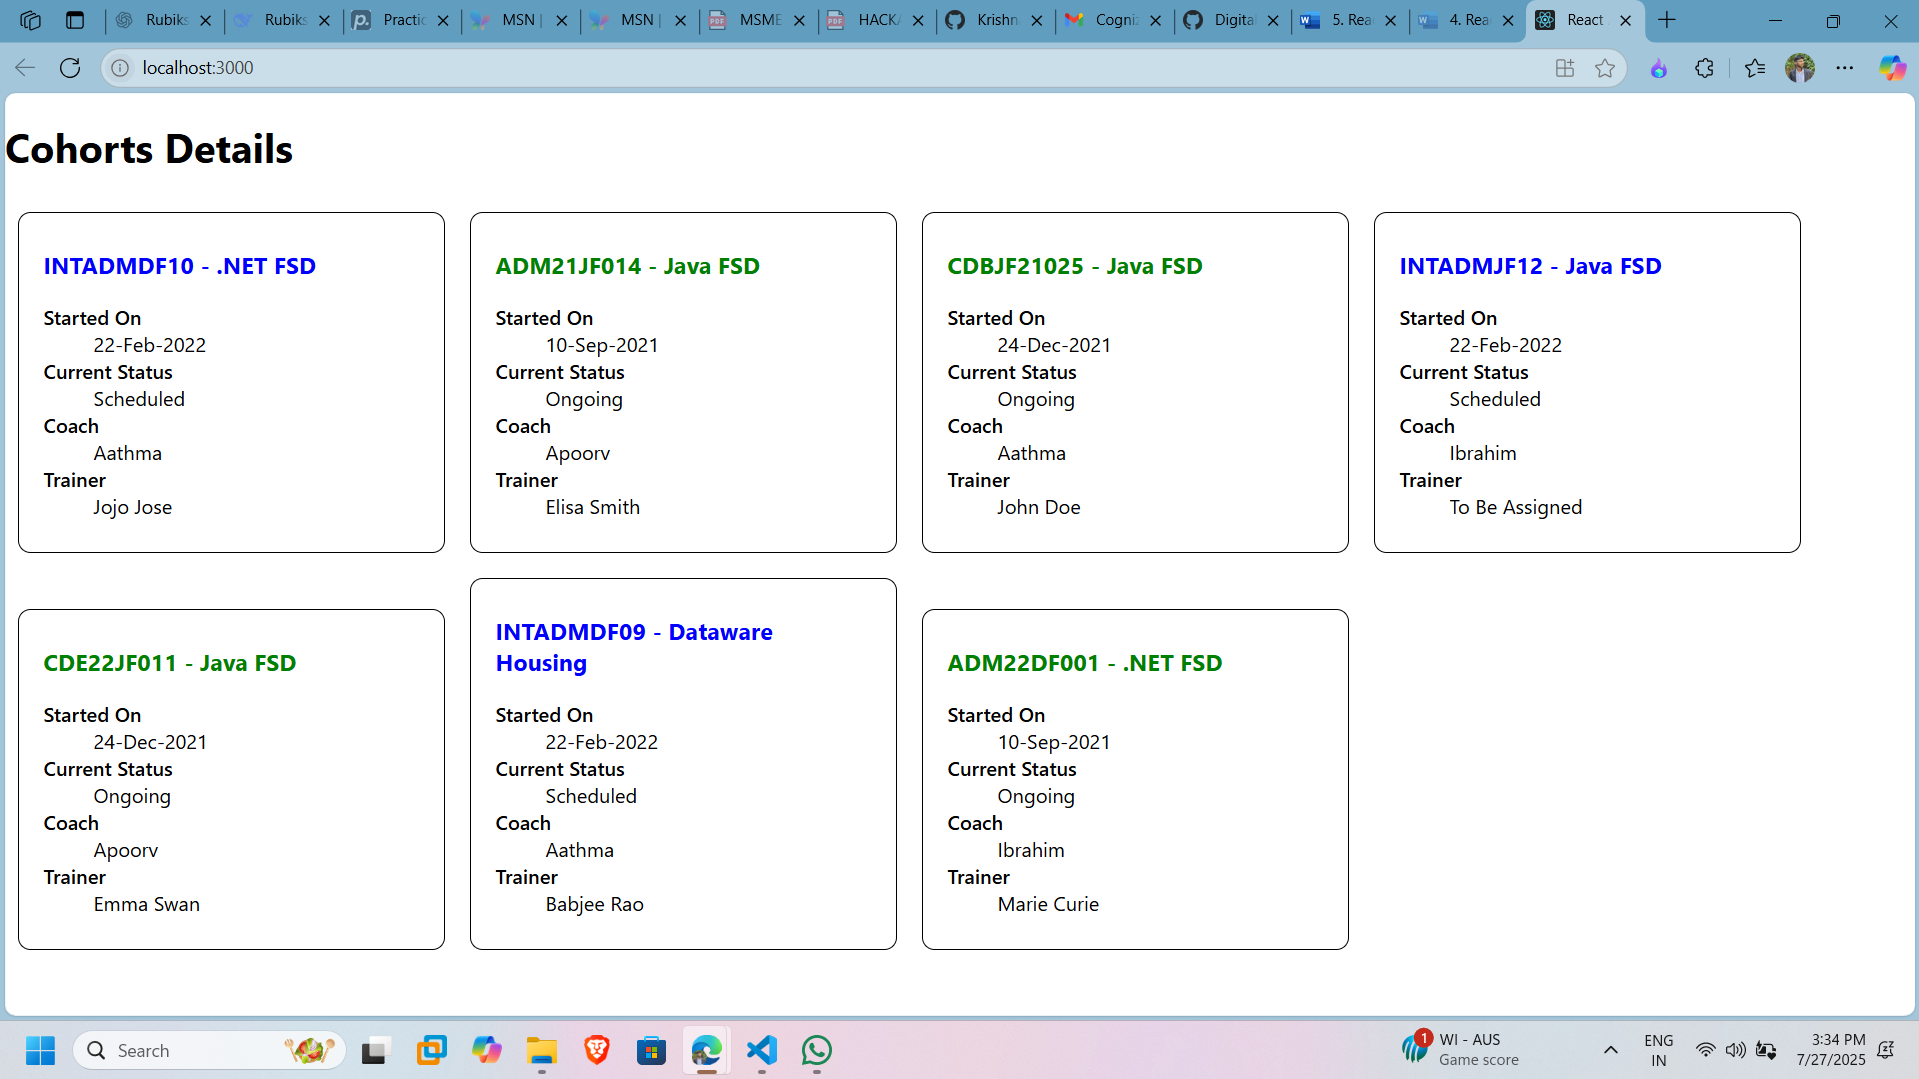 Rubiks
Rubiks
Practic
MSN |
MSN |
MSME
HACKA
Krishn
Cogniz
Digital
5. Rea
4. Rea
React
localhost:3000
Cohorts Details
INTADMDF10 - .NET FSD
Started On
22-Feb-2022
Current Status
Scheduled
Coach
Aathma
Trainer
Jojo Jose
ADM21JF014 - Java FSD
Started On
10-Sep-2021
Current Status
Ongoing
Coach
Apoorv
Trainer
Elisa Smith
CDBJF21025 - Java FSD
Started On
24-Dec-2021
Current Status
Ongoing
Coach
Aathma
Trainer
John Doe
INTADMJF12 - Java FSD
Started On
22-Feb-2022
Current Status
Scheduled
Coach
Ibrahim
Trainer
To Be Assigned
CDE22JF011 - Java FSD
Started On
24-Dec-2021
Current Status
Ongoing
Coach
Apoorv
Trainer
Emma Swan
INTADMDF09 - Dataware
Housing
Started On
22-Feb-2022
Current Status
Scheduled
Coach
Aathma
Trainer
Babjee Rao
ADM22DF001 - .NET FSD
Started On
10-Sep-2021
Current Status
Ongoing
Coach
Ibrahim
Trainer
Marie Curie
Search
1
WI - AUS
Game score
ENG
IN
3:34 PM
7/27/2025